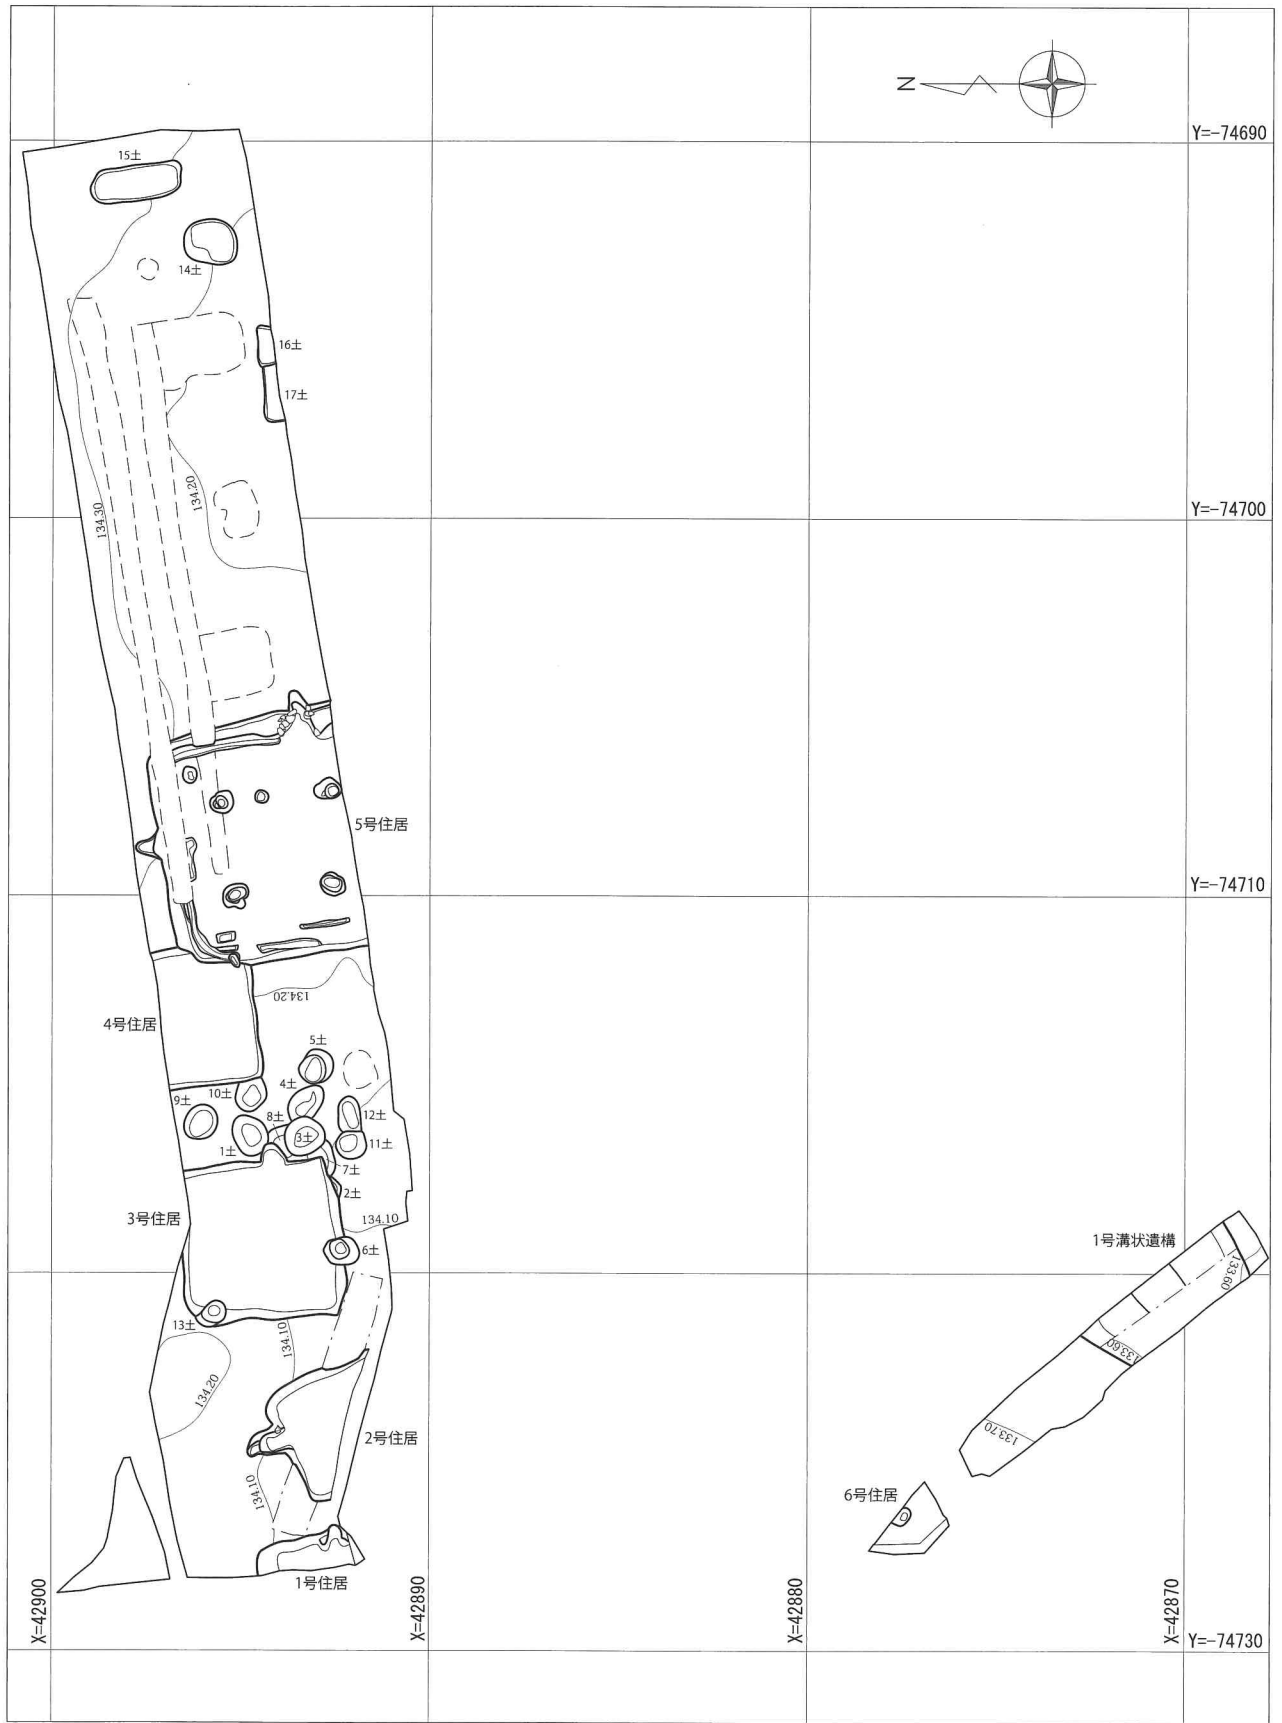 N
Y=-74690
15土
14土
16土
17土
134.20
134.30
Y=-74700
5号住居
Y=-74710
134.20
4号住居
5土
10土
4土
9土
8土
12土
3土
11土
1土
7土
2土
3号住居
134.10
6土
1号溝状遺構
133.60
13土
134.10
133.60
134.20
2号住居
133.70
134.10
6号住居
1号住居
X=42900
X=42890
X=42880
X=42870
Y=-74730